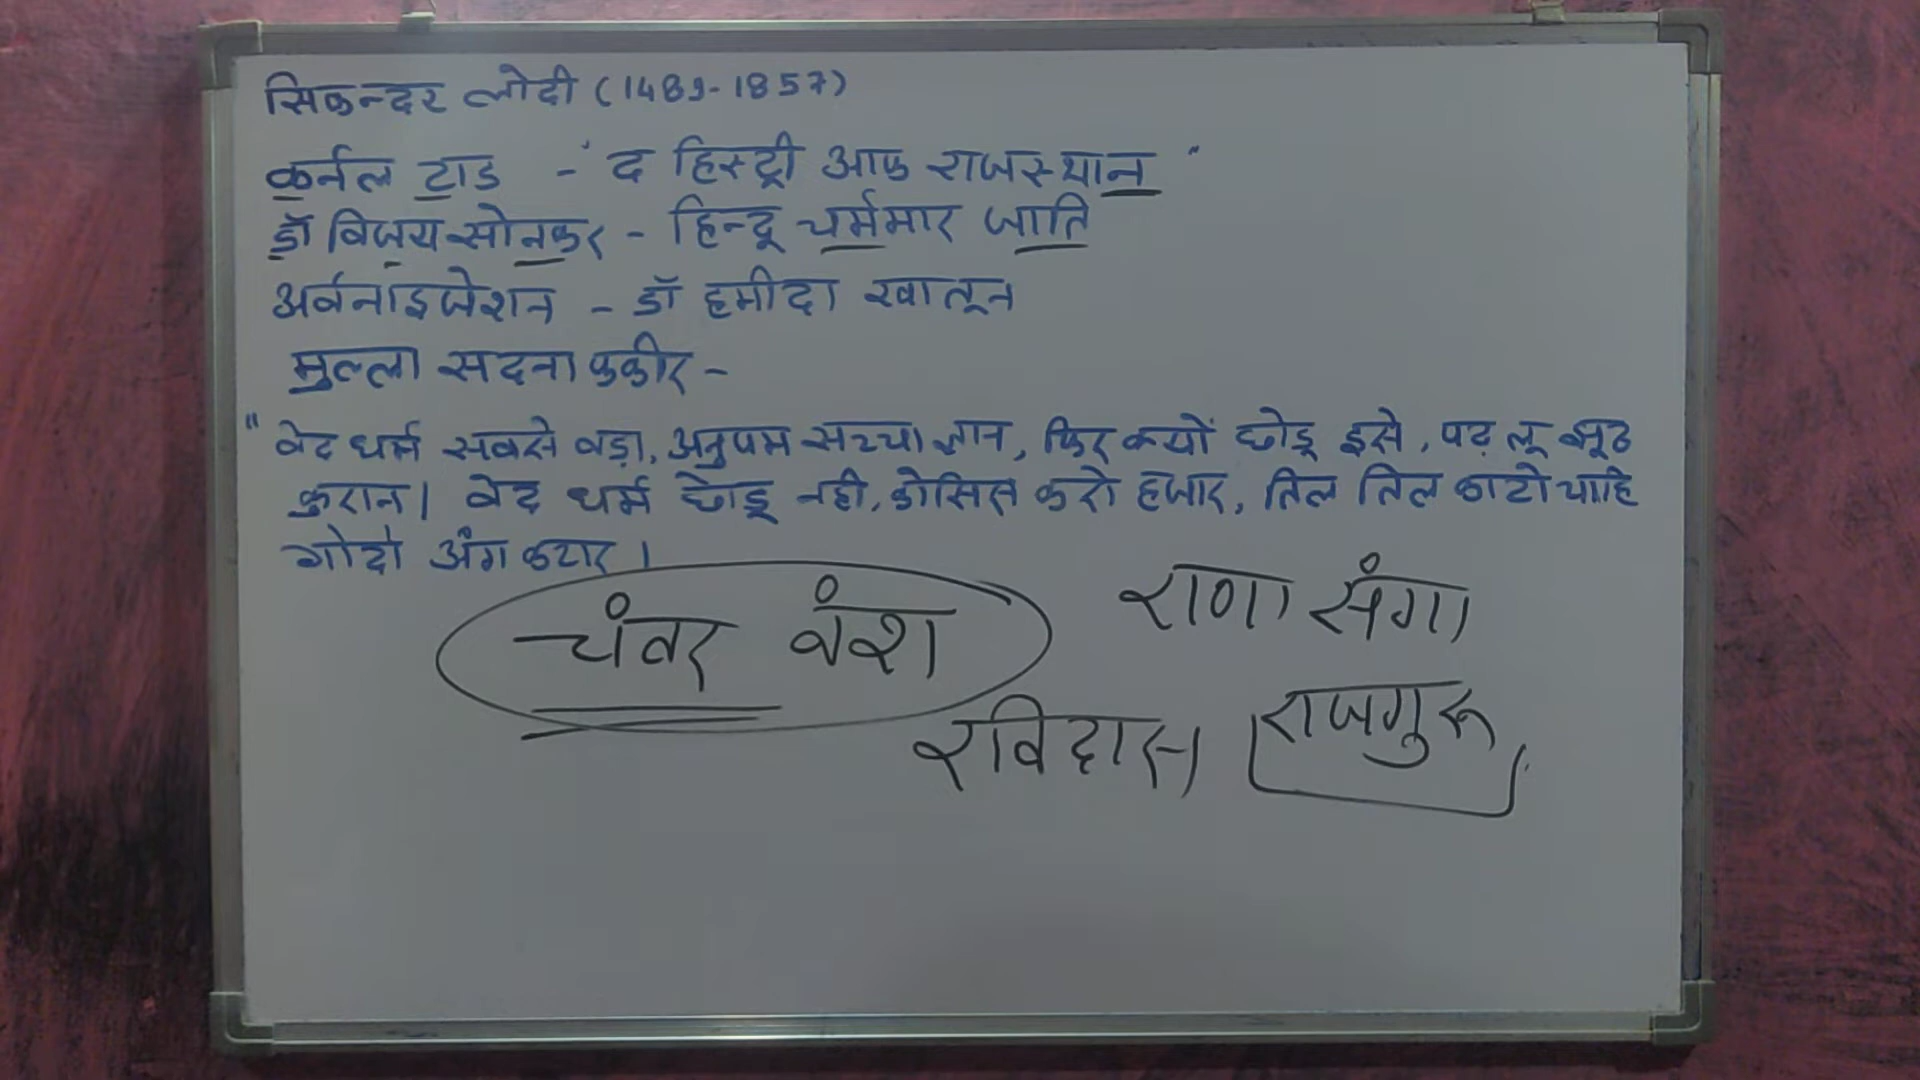 सिकन्दर लोदी (1489-1857)
कर्नल टाड - ' द हिस्ट्री आफ राजस्थान "
डॉ विजय सोनकर - हिन्दू चर्ममार जाति
अर्वनाइजेशन - डॉ हमीदा खातून
मुल्ला सदना फकीर -
" वेद धर्म सबसे बड़ा, अनुपम सच्चा ज्ञान, फिर क्यों छोडू इसे, पढ़ लू झूठ
कुरान। वेद धर्म छोडू नही, कोसिस करो हजार, तिल तिल काटो चाहि
गोदो अंग कटार।
चंवर वंश
राणा संगा
रविदास राजगुरू